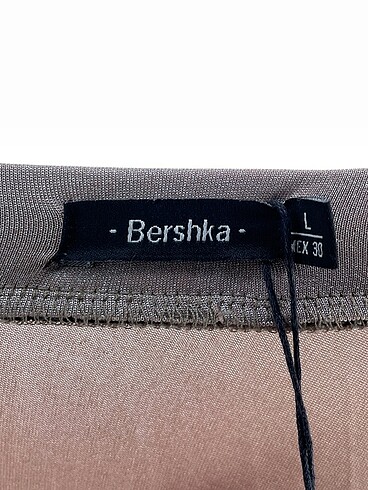 - Bershka -
L
MEX 30